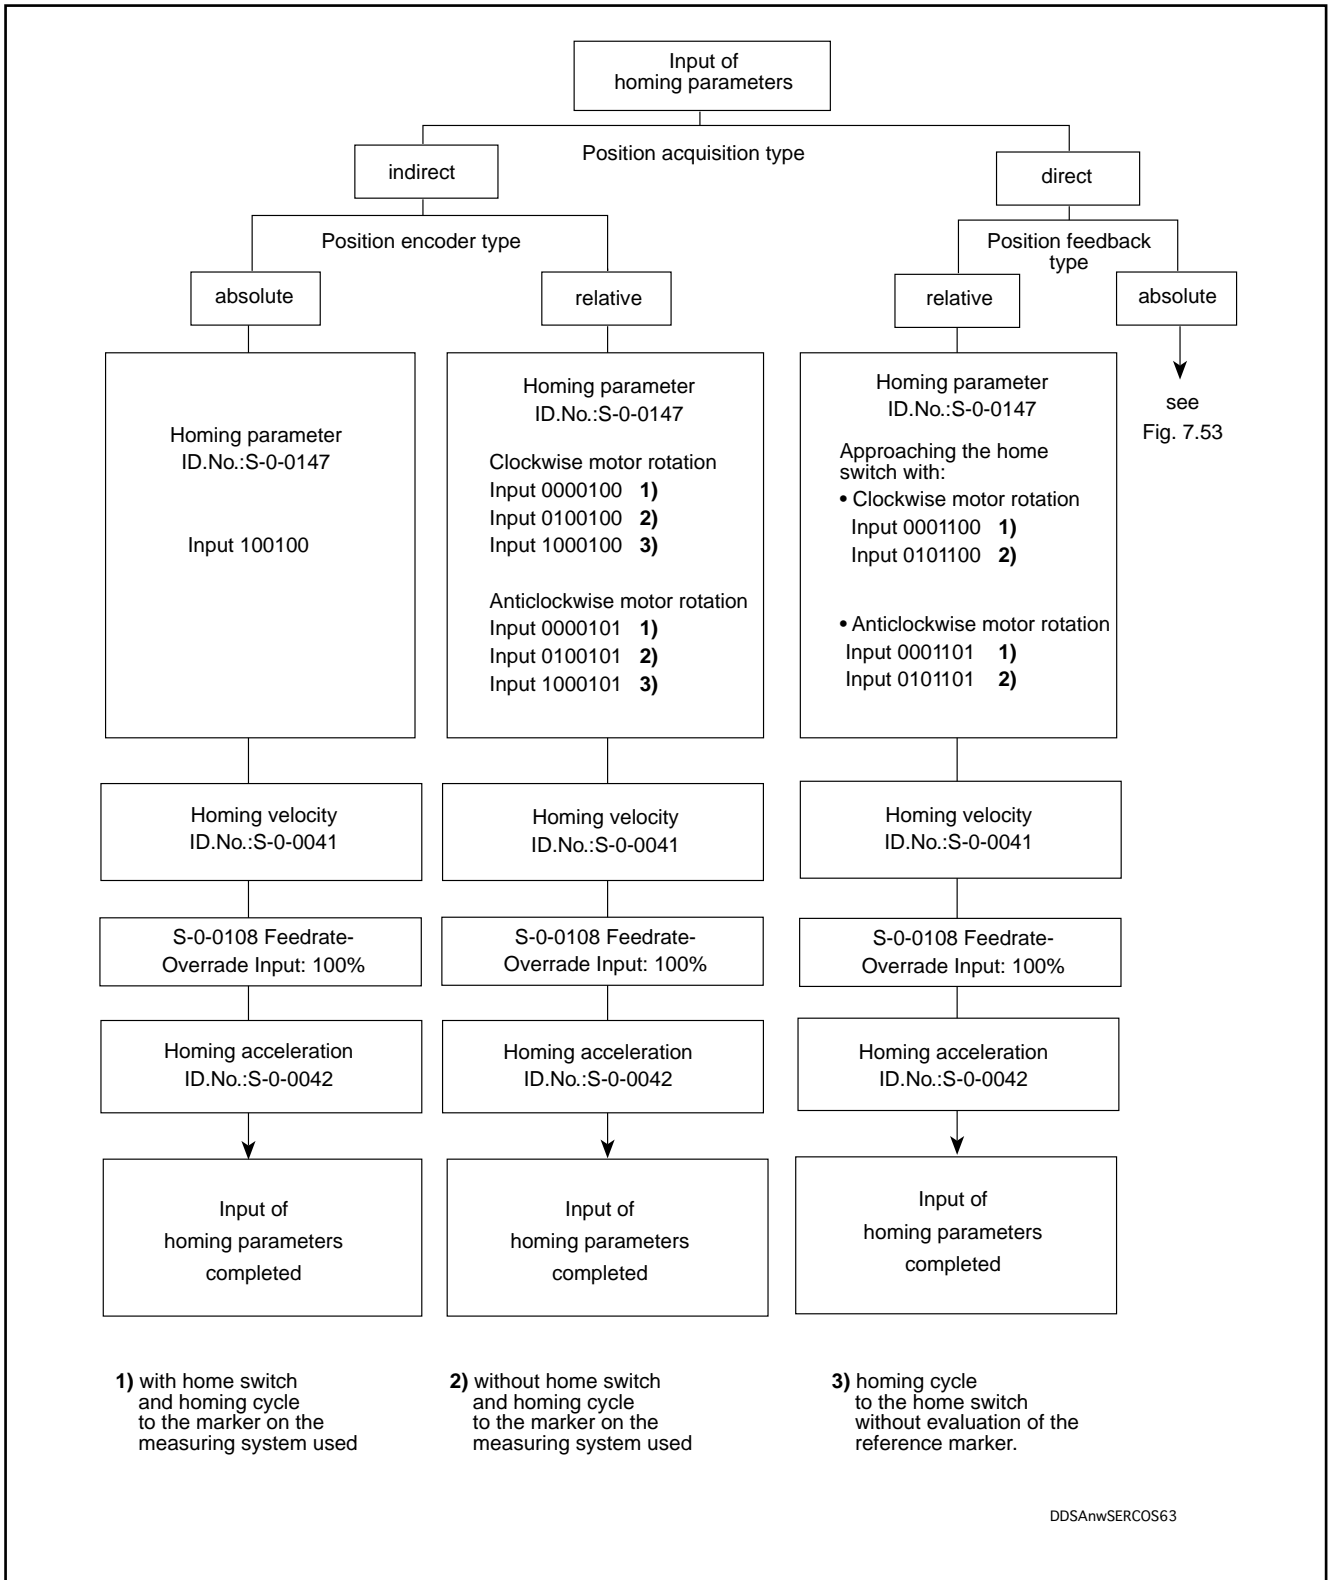 Input of
homing parameters
Position acquisition type
indirect
direct
Position encoder type
Position feedback
type
absolute
relative
relative
absolute
Homing parameter
ID.No.:S-0-0147
Input 100100
Homing parameter
ID.No.:S-0-0147
Clockwise motor rotation
Input 0000100 1)
Input 0100100 2)
Input 1000100 3)
Anticlockwise motor rotation
Input 0000101 1)
Input 0100101 2)
Input 1000101 3)
Homing parameter
ID.No.:S-0-0147
Approaching the home
switch with:
• Clockwise motor rotation
Input 0001100 1)
Input 0101100 2)
• Anticlockwise motor rotation
Input 0001101 1)
Input 0101101 2)
see
Fig. 7.53
Homing velocity
ID.No.:S-0-0041
Homing velocity
ID.No.:S-0-0041
Homing velocity
ID.No.:S-0-0041
S-0-0108 Feedrate-
Overrade Input: 100%
S-0-0108 Feedrate-
Overrade Input: 100%
S-0-0108 Feedrate-
Overrade Input: 100%
Homing acceleration
ID.No.:S-0-0042
Homing acceleration
ID.No.:S-0-0042
Homing acceleration
ID.No.:S-0-0042
Input of
homing parameters
completed
Input of
homing parameters
completed
Input of
homing parameters
completed
1) with home switch
and homing cycle
to the marker on the
measuring system used
2) without home switch
and homing cycle
to the marker on the
measuring system used
3) homing cycle
to the home switch
without evaluation of the
reference marker.
DDSAnwSERCOS63